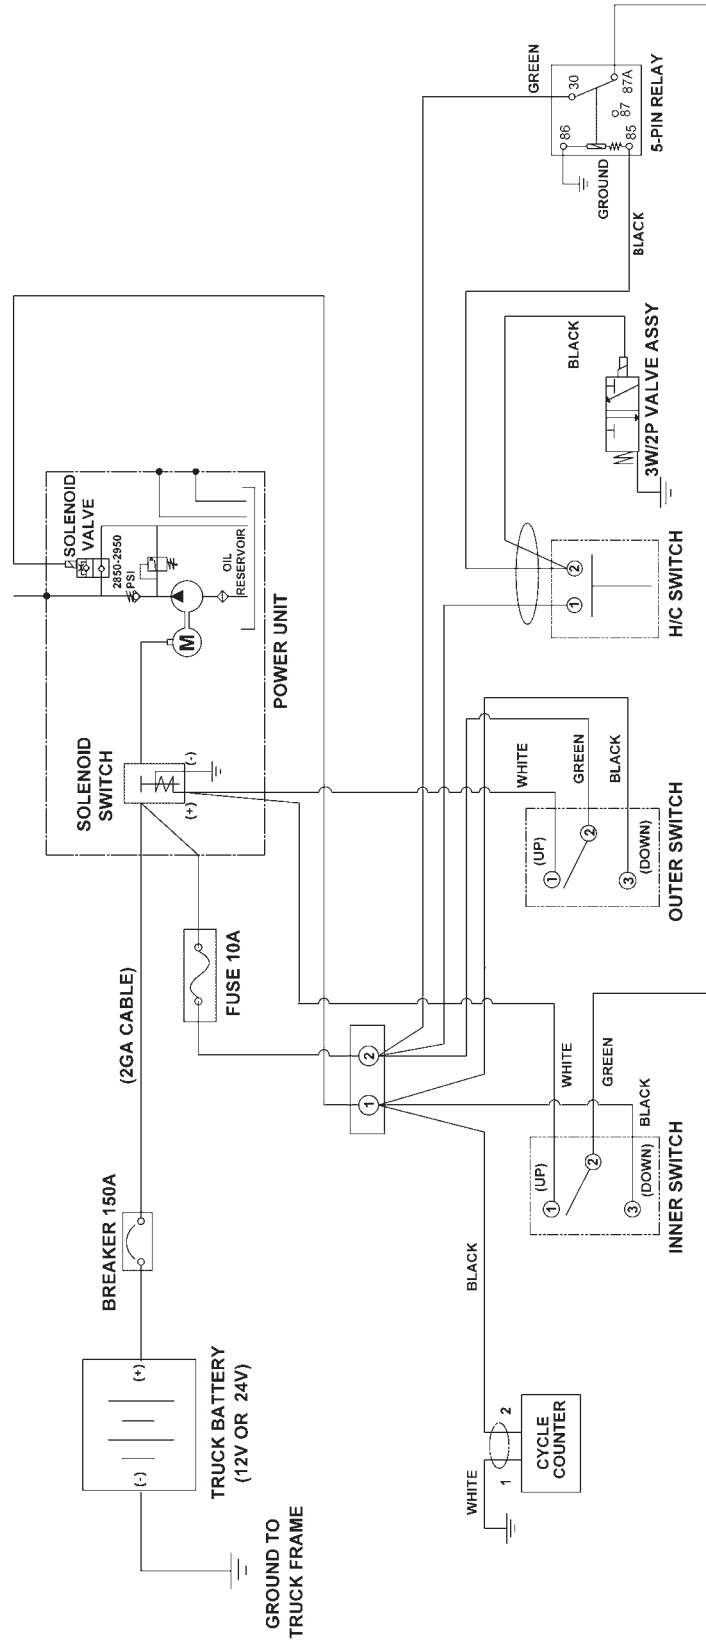 GROUND TO
TRUCK FRAME
TRUCK BATTERY
(12V OR 24V)
(-)
(+)
BREAKER 150A
(2GA CABLE)
FUSE 10A
SOLENOID
SWITCH
(+)
(-)
POWER UNIT
M
SOLENOID
VALVE
2850-2950
PSI
OIL
RESERVOIR
1
2
CYCLE
COUNTER
WHITE
1
2
BLACK
INNER SWITCH
(UP)
1
2
3
(DOWN)
WHITE
GREEN
BLACK
OUTER SWITCH
(UP)
1
2
3
(DOWN)
WHITE
GREEN
BLACK
H/C SWITCH
1
2
3W/2P VALVE ASSY
BLACK
BLACK
GROUND
GREEN
5-PIN RELAY
86
30
85
87
87A